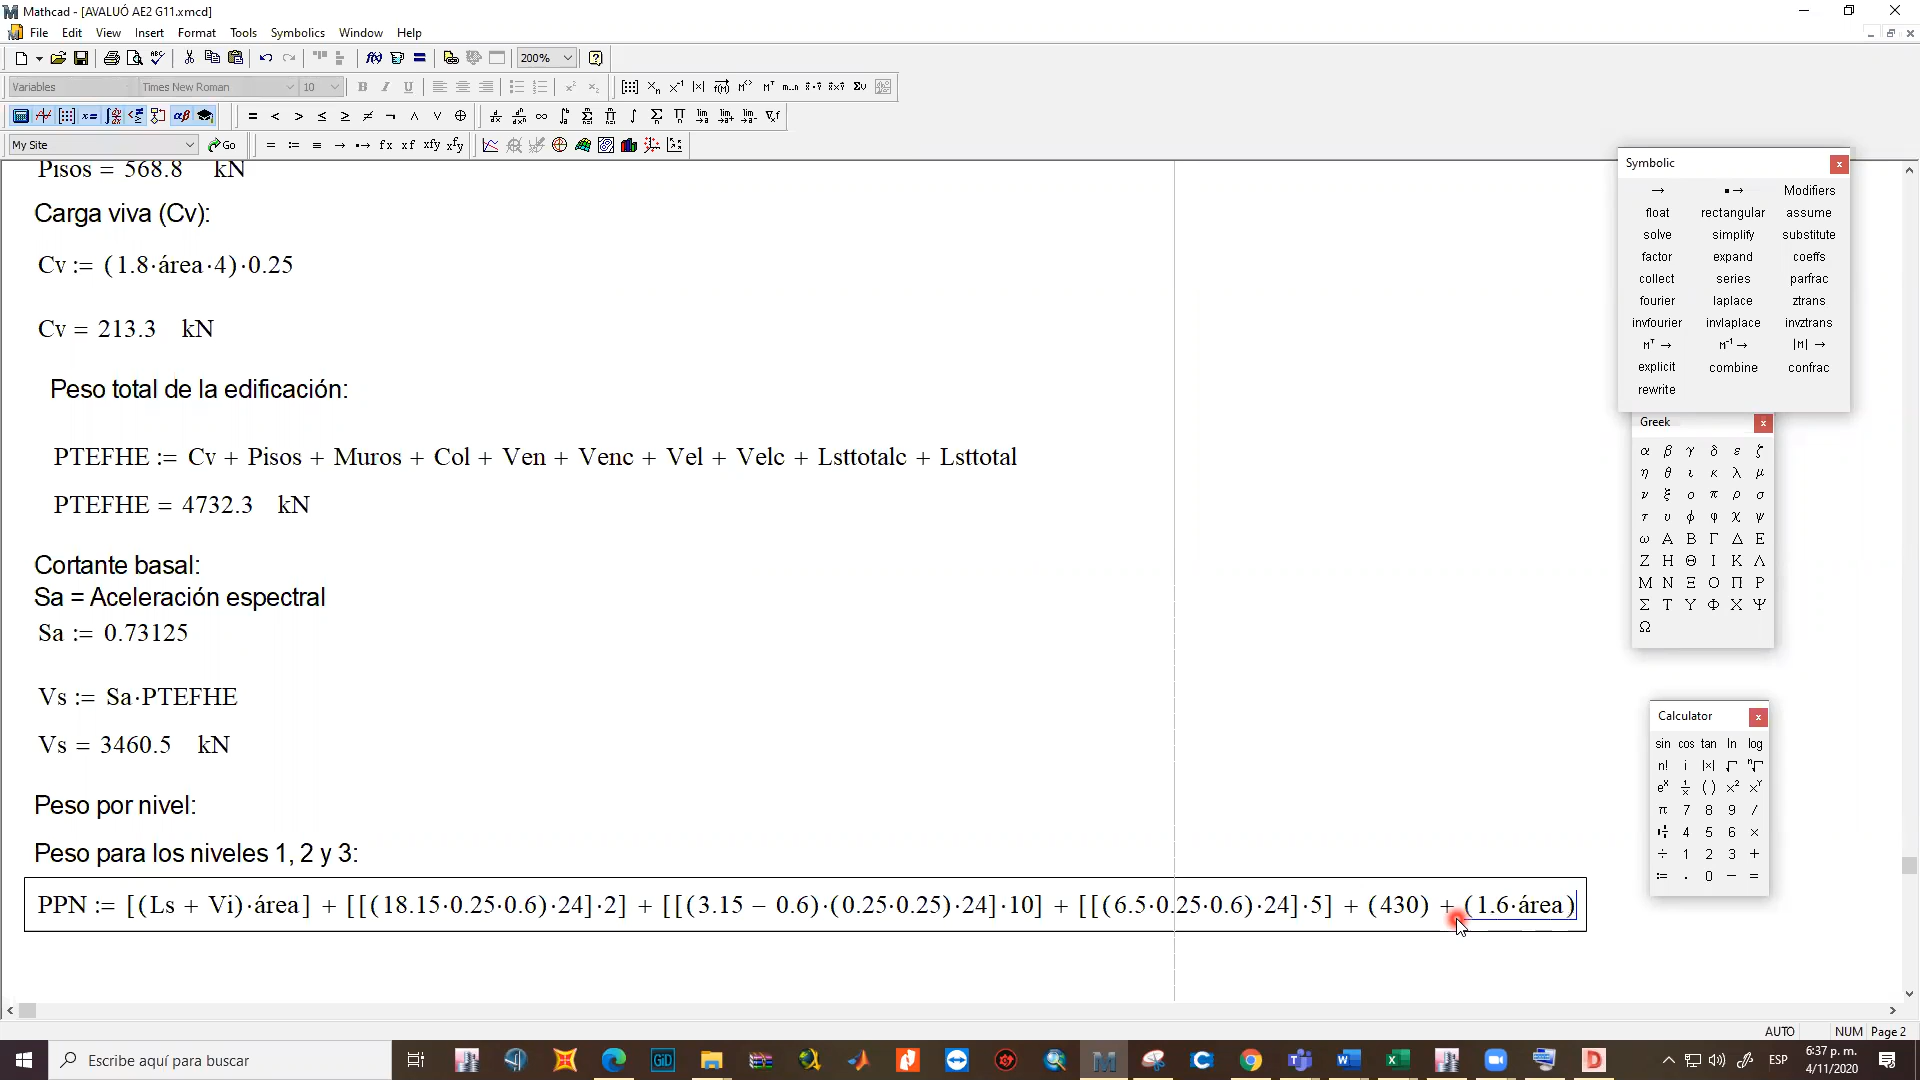 Mathcad - [AVALUÓ AE2 G11.xmcd]
File Edit View Insert Format Tools Symbolics Window Help
200%
Variables Times New Roman 10 B I U
My Site Go
Pisos = 568.8 kN
Carga viva (Cv):
Cv := (1.8·área·4)·0.25
Cv = 213.3 kN
Peso total de la edificación:
PTEFHE := Cv + Pisos + Muros + Col + Ven + Venc + Vel + Velc + Lsttotalc + Lsttotal
PTEFHE = 4732.3 kN
Cortante basal:
Sa = Aceleración espectral
Sa := 0.73125
Vs := Sa·PTEFHE
Vs = 3460.5 kN
Peso por nivel:
Peso para los niveles 1, 2 y 3:
PPN := [(Ls + Vi)·área] + [[(18.15·0.25·0.6)·24]·2] + [[(3.15 − 0.6)·(0.25·0.25)·24]·10] + [[(6.5·0.25·0.6)·24]·5] + (430) + (1.6·área)
Symbolic
→ ▪→ Modifiers
float rectangular assume
solve simplify substitute
factor expand coeffs
collect series parfrac
fourier laplace ztrans
invfourier invlaplace invztrans
Mᵀ → M⁻¹ → |M| →
explicit combine confrac
rewrite
Greek
α β γ δ ε ζ
η θ ι κ λ μ
ν ξ ο π ρ σ
τ υ ϕ φ χ ψ
ω Α Β Γ Δ Ε
Ζ Η Θ Ι Κ Λ
Μ Ν Ξ Ο Π Ρ
Σ Τ Υ Φ Χ Ψ
Ω
Calculator
sin cos tan ln log
n! i |×| √ ⁿ√
eˣ 1/x ( ) x² xʸ
π 7 8 9 /
4 5 6 ×
÷ 1 2 3 +
:= . 0 − =
AUTO NUM Page 2
Escribe aquí para buscar
GiD
ESP
6:37 p. m.
4/11/2020